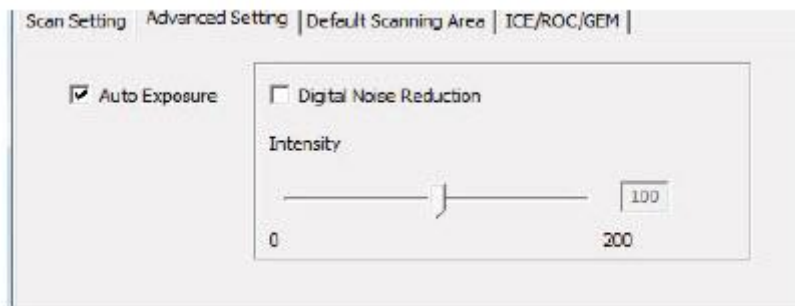 Scan Setting Advanced Setting Default Scanning Area ICE/ROC/GEM
Auto Exposure Digital Noise Reduction
Intensity
100
0 200